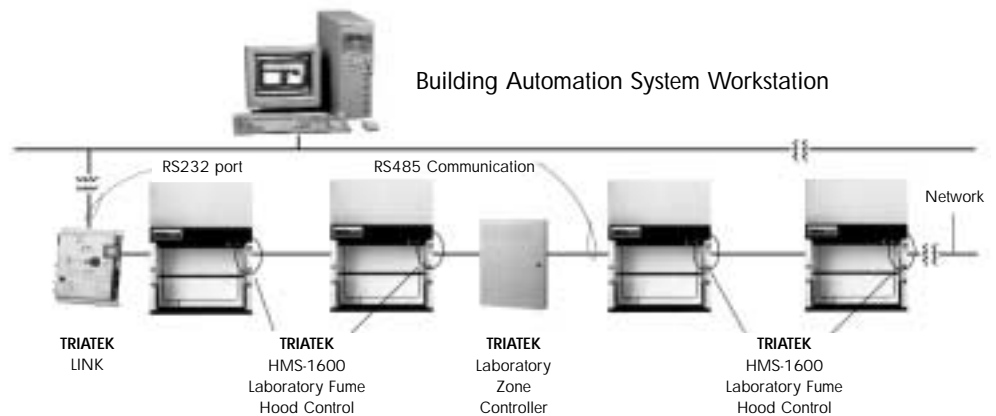 Building Automation System Workstation
RS232 port
RS485 Communication
Network
TRIATEK
LINK
TRIATEK
HMS-1600
Laboratory Fume
Hood Control
TRIATEK
Laboratory
Zone
Controller
TRIATEK
HMS-1600
Laboratory Fume
Hood Control